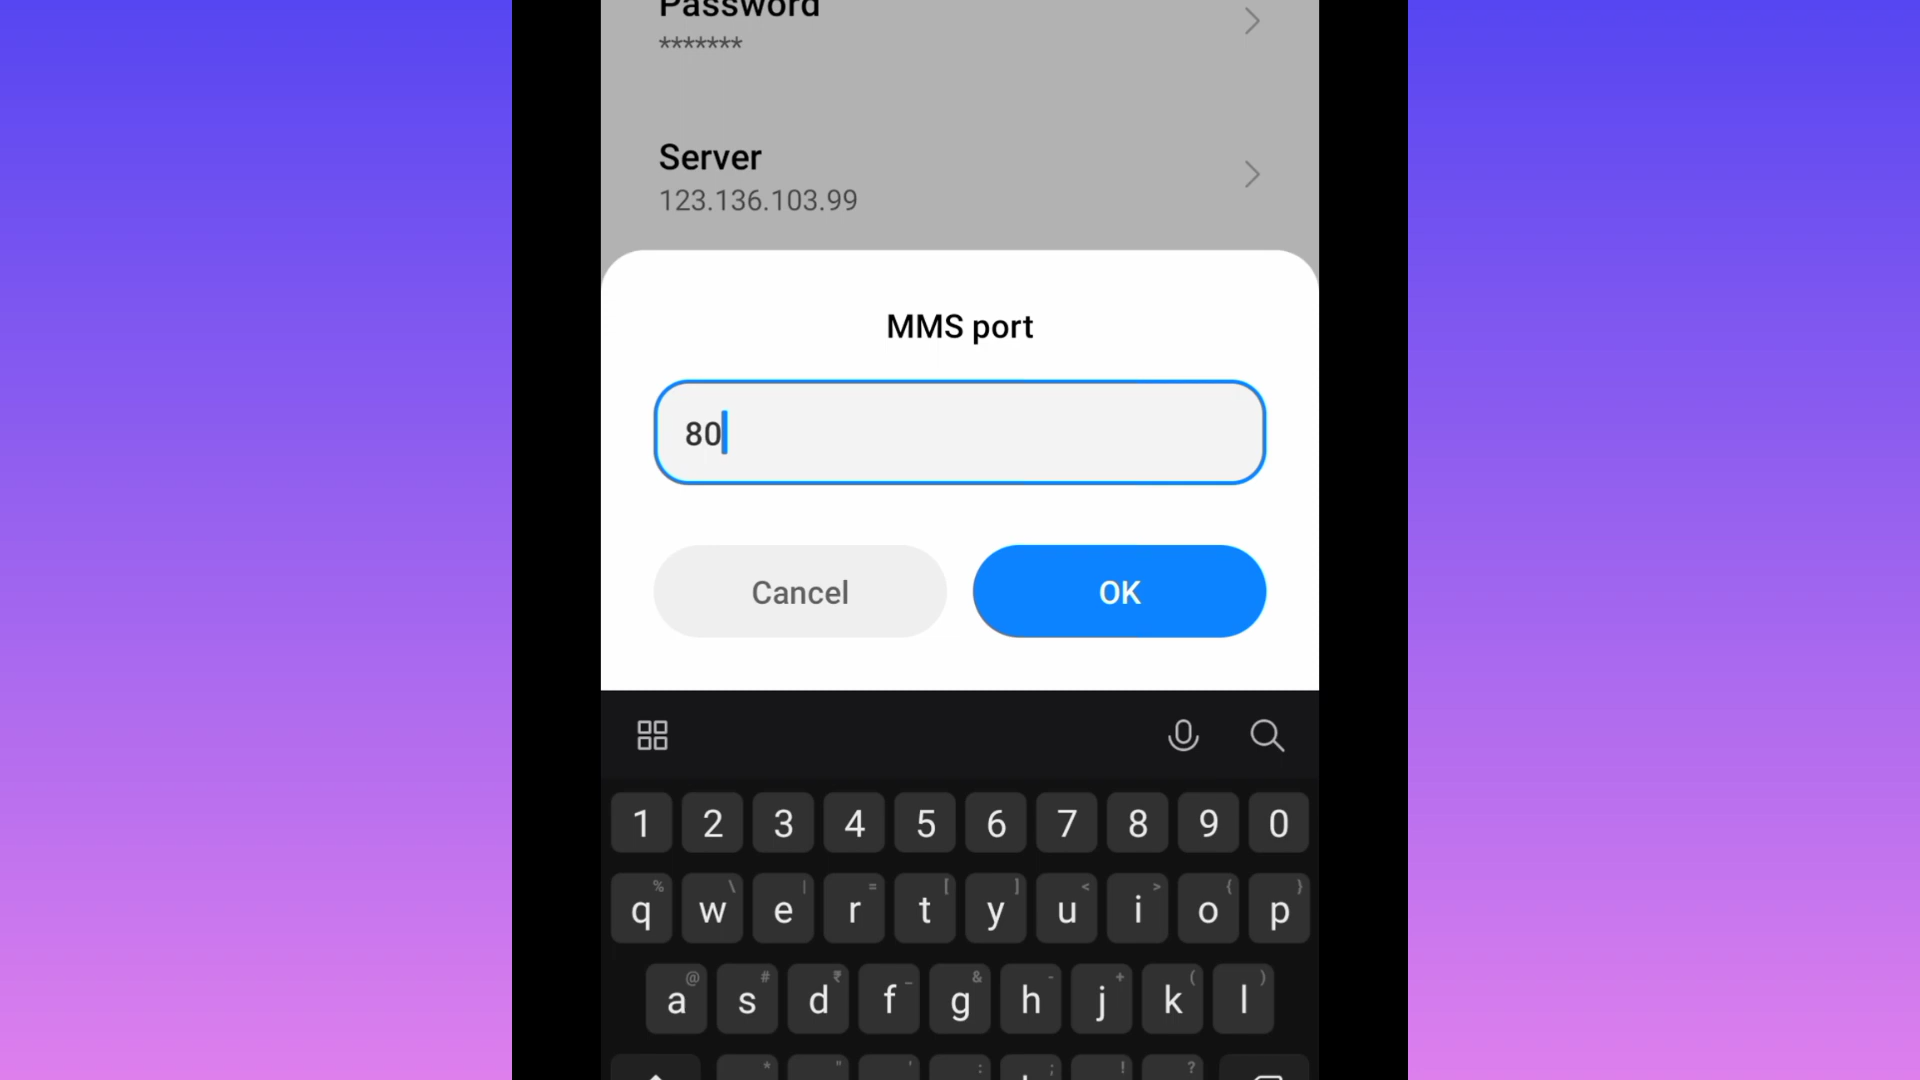 Password
*******
Server
123.136.103.99
MMS port
80
Cancel
OK
1 2 3 4 5 6 7 8 9 0
% \ | = [ ] < > { }
q w e r t y u i o p
@ # ₹ _ & - + ( )
a s d f g h j k l
* " ' : ; ! ?